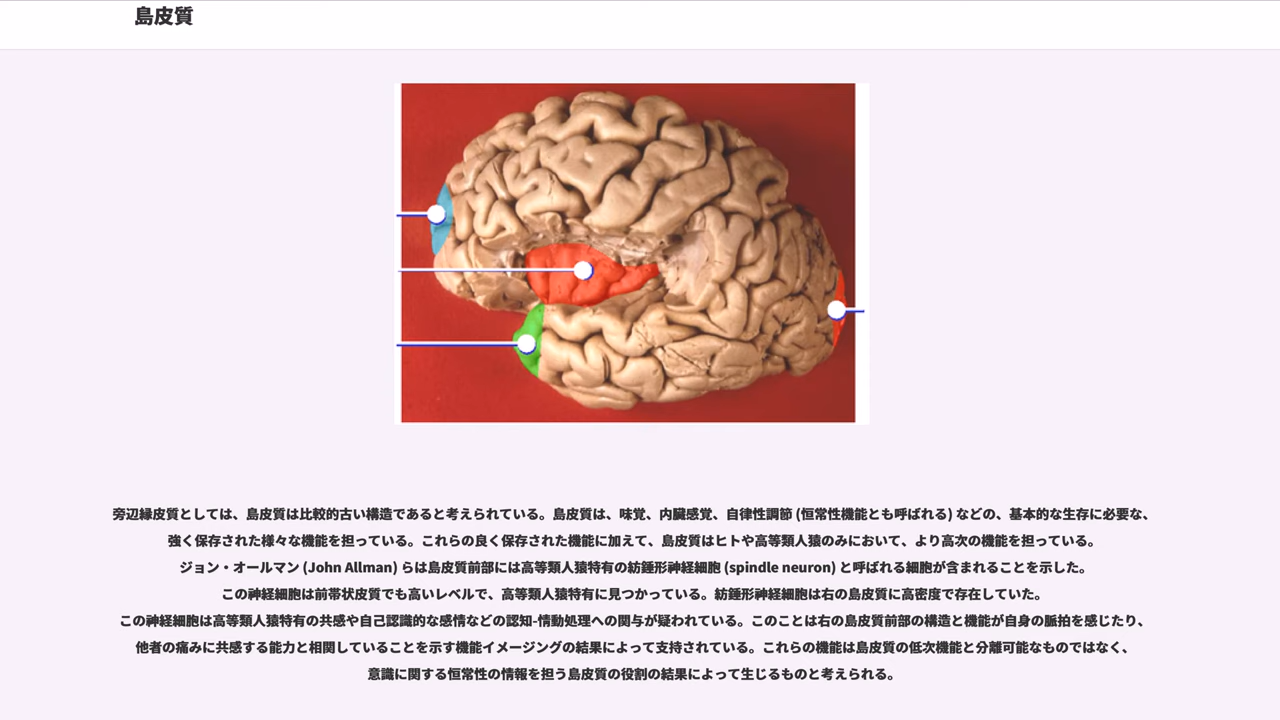 島皮質
旁辺縁皮質としては、島皮質は比較的古い構造であると考えられている。島皮質は、味覚、内臓感覚、自律性調節 (恒常性機能とも呼ばれる) などの、基本的な生存に必要な、
強く保存された様々な機能を担っている。これらの良く保存された機能に加えて、島皮質はヒトや高等類人猿のみにおいて、より高次の機能を担っている。
ジョン・オールマン (John Allman) らは島皮質前部には高等類人猿特有の紡錘形神経細胞 (spindle neuron) と呼ばれる細胞が含まれることを示した。
この神経細胞は前帯状皮質でも高いレベルで、高等類人猿特有に見つかっている。紡錘形神経細胞は右の島皮質に高密度で存在していた。
この神経細胞は高等類人猿特有の共感や自己認識的な感情などの認知-情動処理への関与が疑われている。このことは右の島皮質前部の構造と機能が自身の脈拍を感じたり、
他者の痛みに共感する能力と相関していることを示す機能イメージングの結果によって支持されている。これらの機能は島皮質の低次機能と分離可能なものではなく、
意識に関する恒常性の情報を担う島皮質の役割の結果によって生じるものと考えられる。